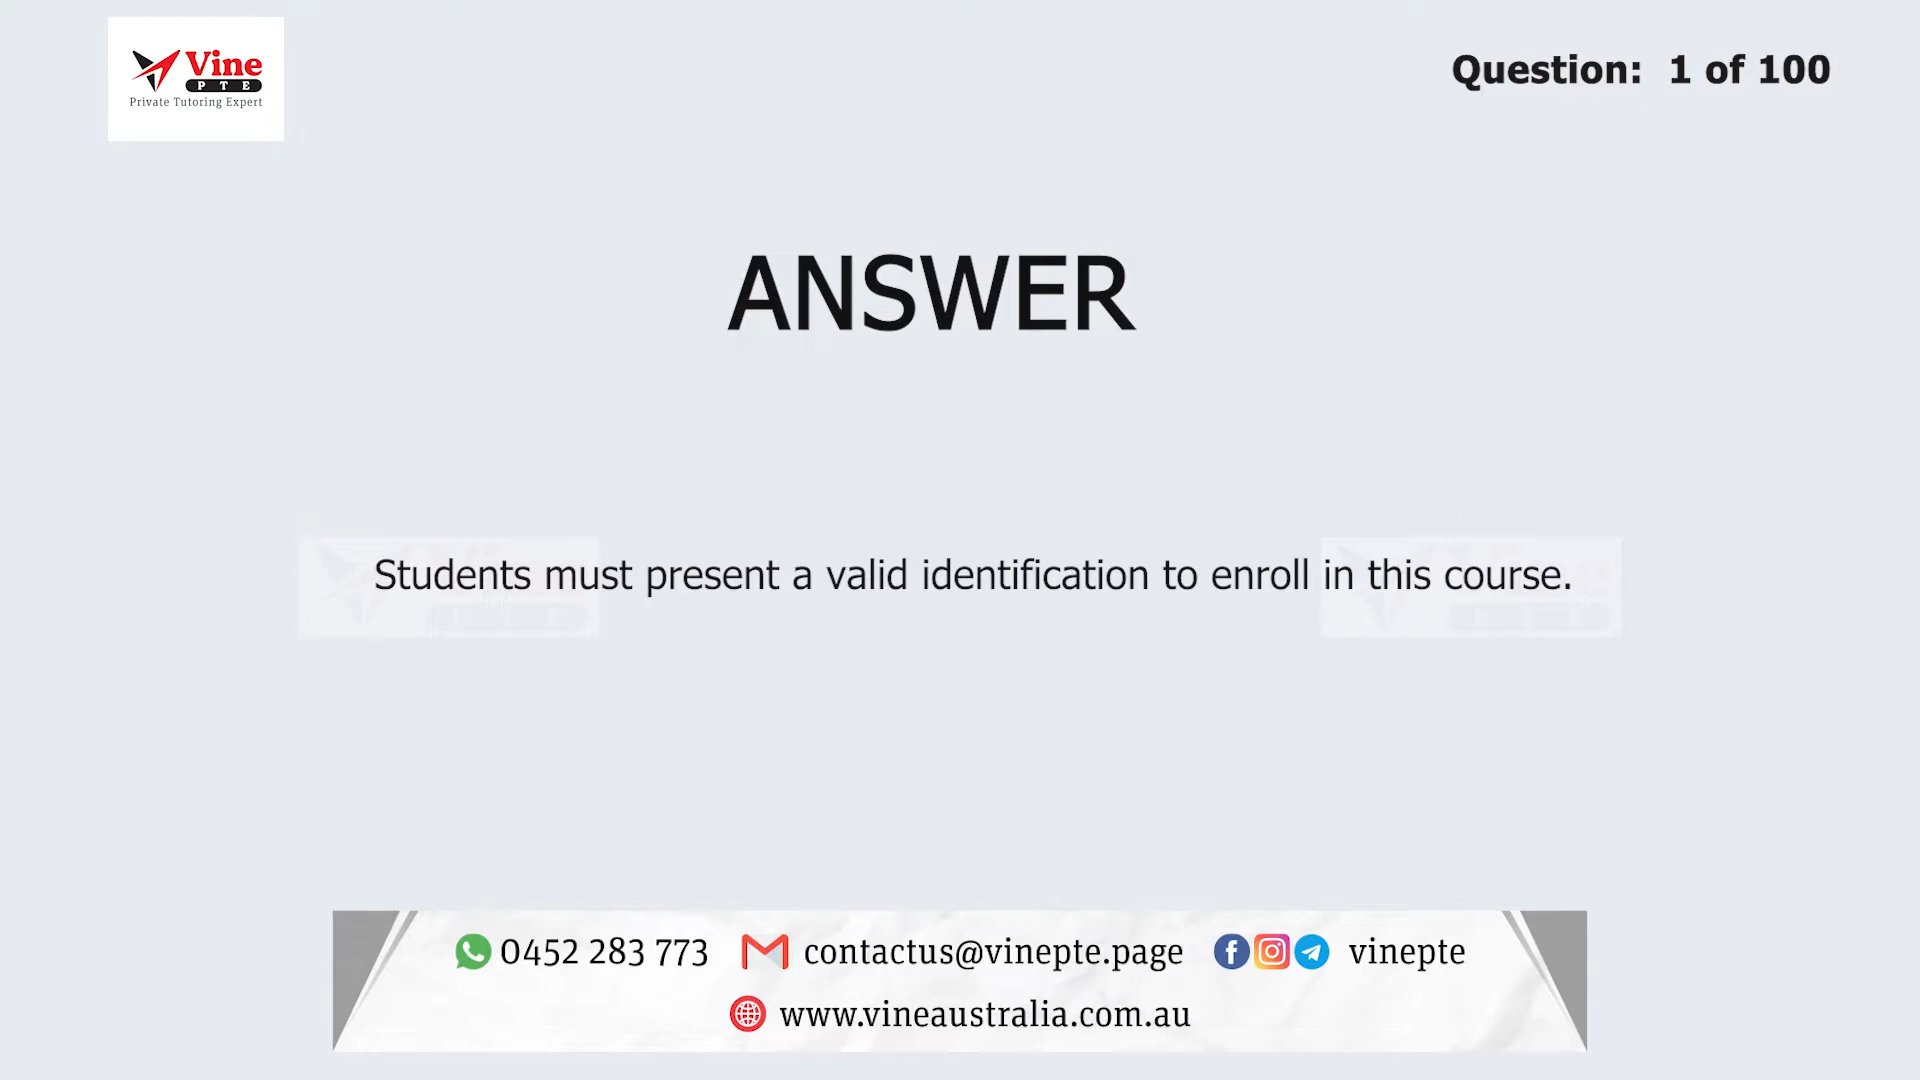 Vine
PTE
Private Tutoring Expert
Question: 1 of 100
ANSWER
Students must present a valid identification to enroll in this course.
0452 283 773 contactus@vinepte.page vinepte
www.vineaustralia.com.au